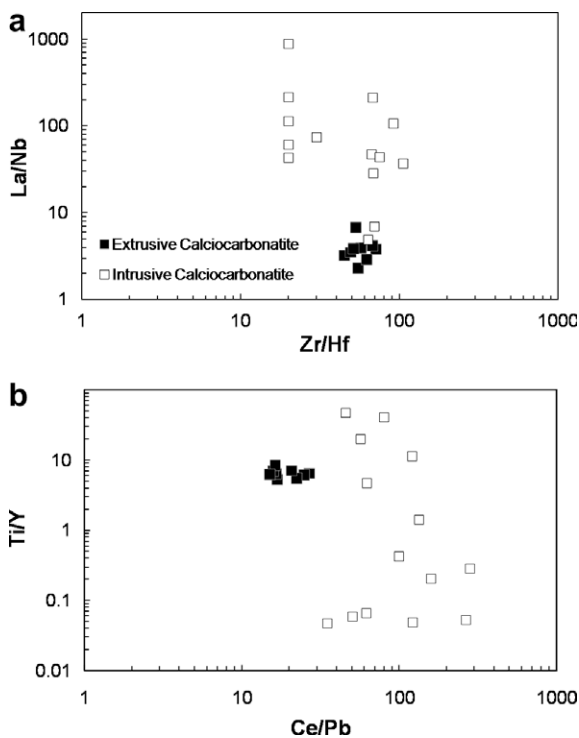 a
1000
100
10
1
La/Nb
Extrusive Calciocarbonatite
Intrusive Calciocarbonatite
1 10 100 1000
Zr/Hf
b
100
10
1
0.1
0.01
Ti/Y
1 10 100 1000
Ce/Pb